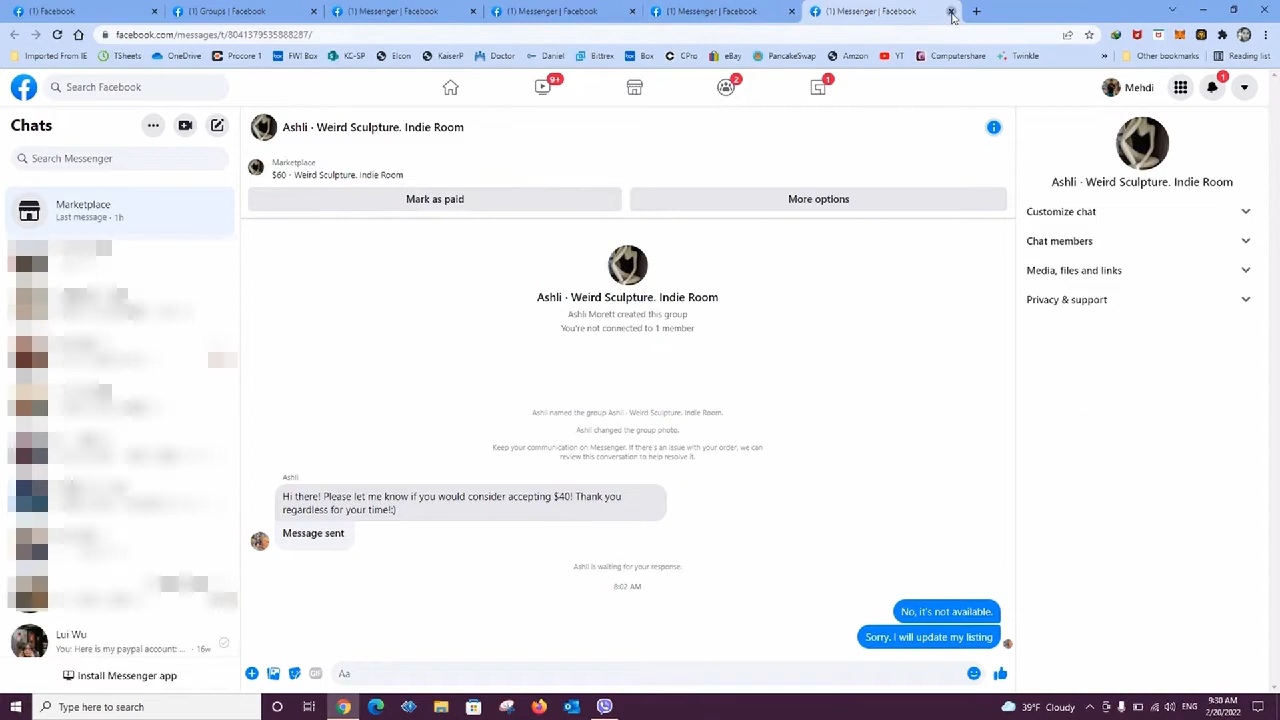 (1) Messenger | Facebook
(1) Groups | Facebook
(1) Messenger | Facebook
(1) Messenger | Facebook
(1) Messenger | Facebook
(1) Messenger | Facebook
facebook.com/messages/t/8041379535888287/
Imported From IE
TSheets
OneDrive
FWI Box
KC-SP
Elcon
KaiserP
Zoom
Datem
Bittrex
Box
CPro
eBay
PancakeSwap
Amzon
YT
Computershare
Twinkle
Other bookmarks
Reading list
Search Facebook
9+
2
1
Mehdi
1
Chats
Search Messenger
Marketplace
Last message · 1h
Lui Wu
You: Here is my paypal account: ... · 16w
Install Messenger app
Ashli · Weird Sculpture. Indie Room
Marketplace
$60 - Weird Sculpture. Indie Room
Mark as paid
More options
Ashli · Weird Sculpture. Indie Room
Ashli Morett created this group
You're not connected to 1 member
Ashli named the group Ashli · Weird Sculpture. Indie Room.
Ashli changed the group photo.
Keep your communication on Messenger. If there's an issue with your order, we can
review this conversation to help resolve it.
Ashli
Hi there! Please let me know if you would consider accepting $40! Thank you
regardless for your time!:)
Message sent
Ashli is waiting for your response.
8:02 AM
No, it's not available.
Sorry. I will update my listing
GIF
Aa
Ashli · Weird Sculpture. Indie Room
Customize chat
Chat members
Media, files and links
Privacy & support
Type here to search
39°F Cloudy
ENG
9:30 AM
2/20/2022